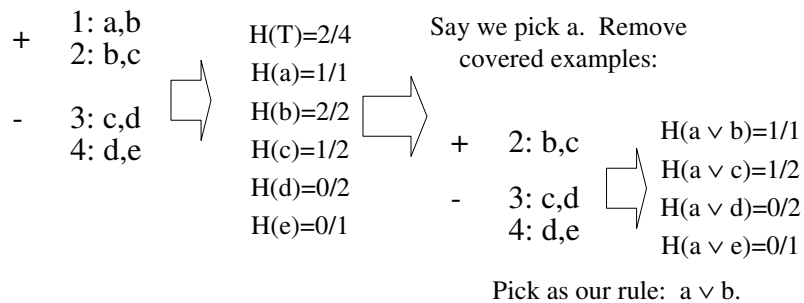 + 1: a,b
2: b,c
- 3: c,d
4: d,e
H(T)=2/4
H(a)=1/1
H(b)=2/2
H(c)=1/2
H(d)=0/2
H(e)=0/1
Say we pick a. Remove
covered examples:
+ 2: b,c
- 3: c,d
4: d,e
H(a ∨ b)=1/1
H(a ∨ c)=1/2
H(a ∨ d)=0/2
H(a ∨ e)=0/1
Pick as our rule: a ∨ b.